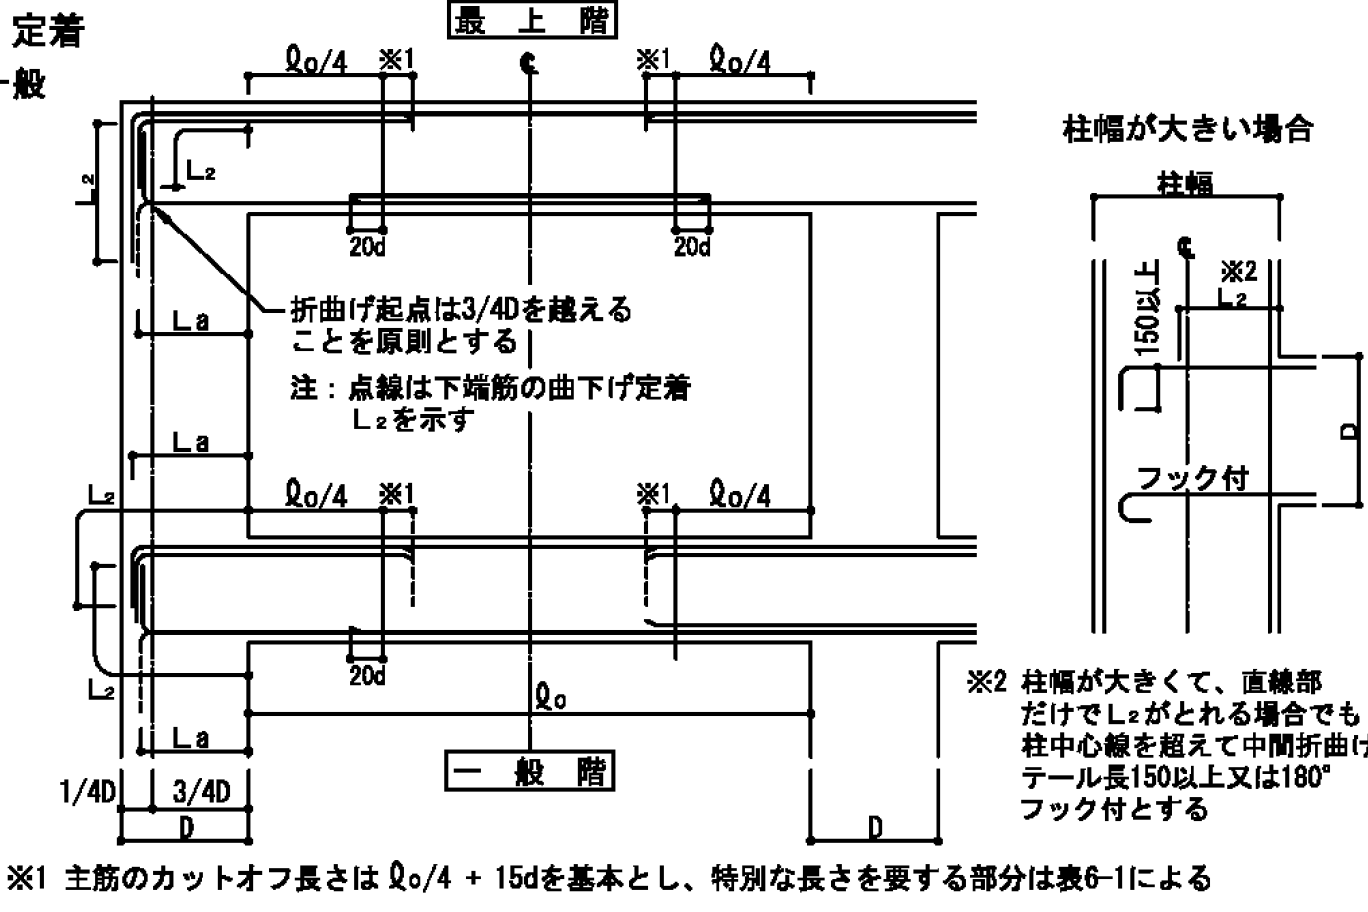 定着
一般
最上階
ℓo/4 ※1 ℄ ※1 ℓo/4
L₂
L₂
20d 20d
折曲げ起点は3/4Dを越える
ことを原則とする
La
注：点線は下端筋の曲下げ定着
L₂を示す
La
L₂
ℓo/4 ※1 ※1 ℓo/4
20d
L₂
ℓo
La
一般階
1/4D 3/4D
D D
柱幅が大きい場合
柱幅
℄
※2
L₂
150以上
D
フック付
※2 柱幅が大きくて、直線部
だけでL₂がとれる場合でも
柱中心線を超えて中間折曲げ
テール長150以上又は180°
フック付とする
※1 主筋のカットオフ長さは ℓo/4 + 15dを基本とし、特別な長さを要する部分は表6-1による